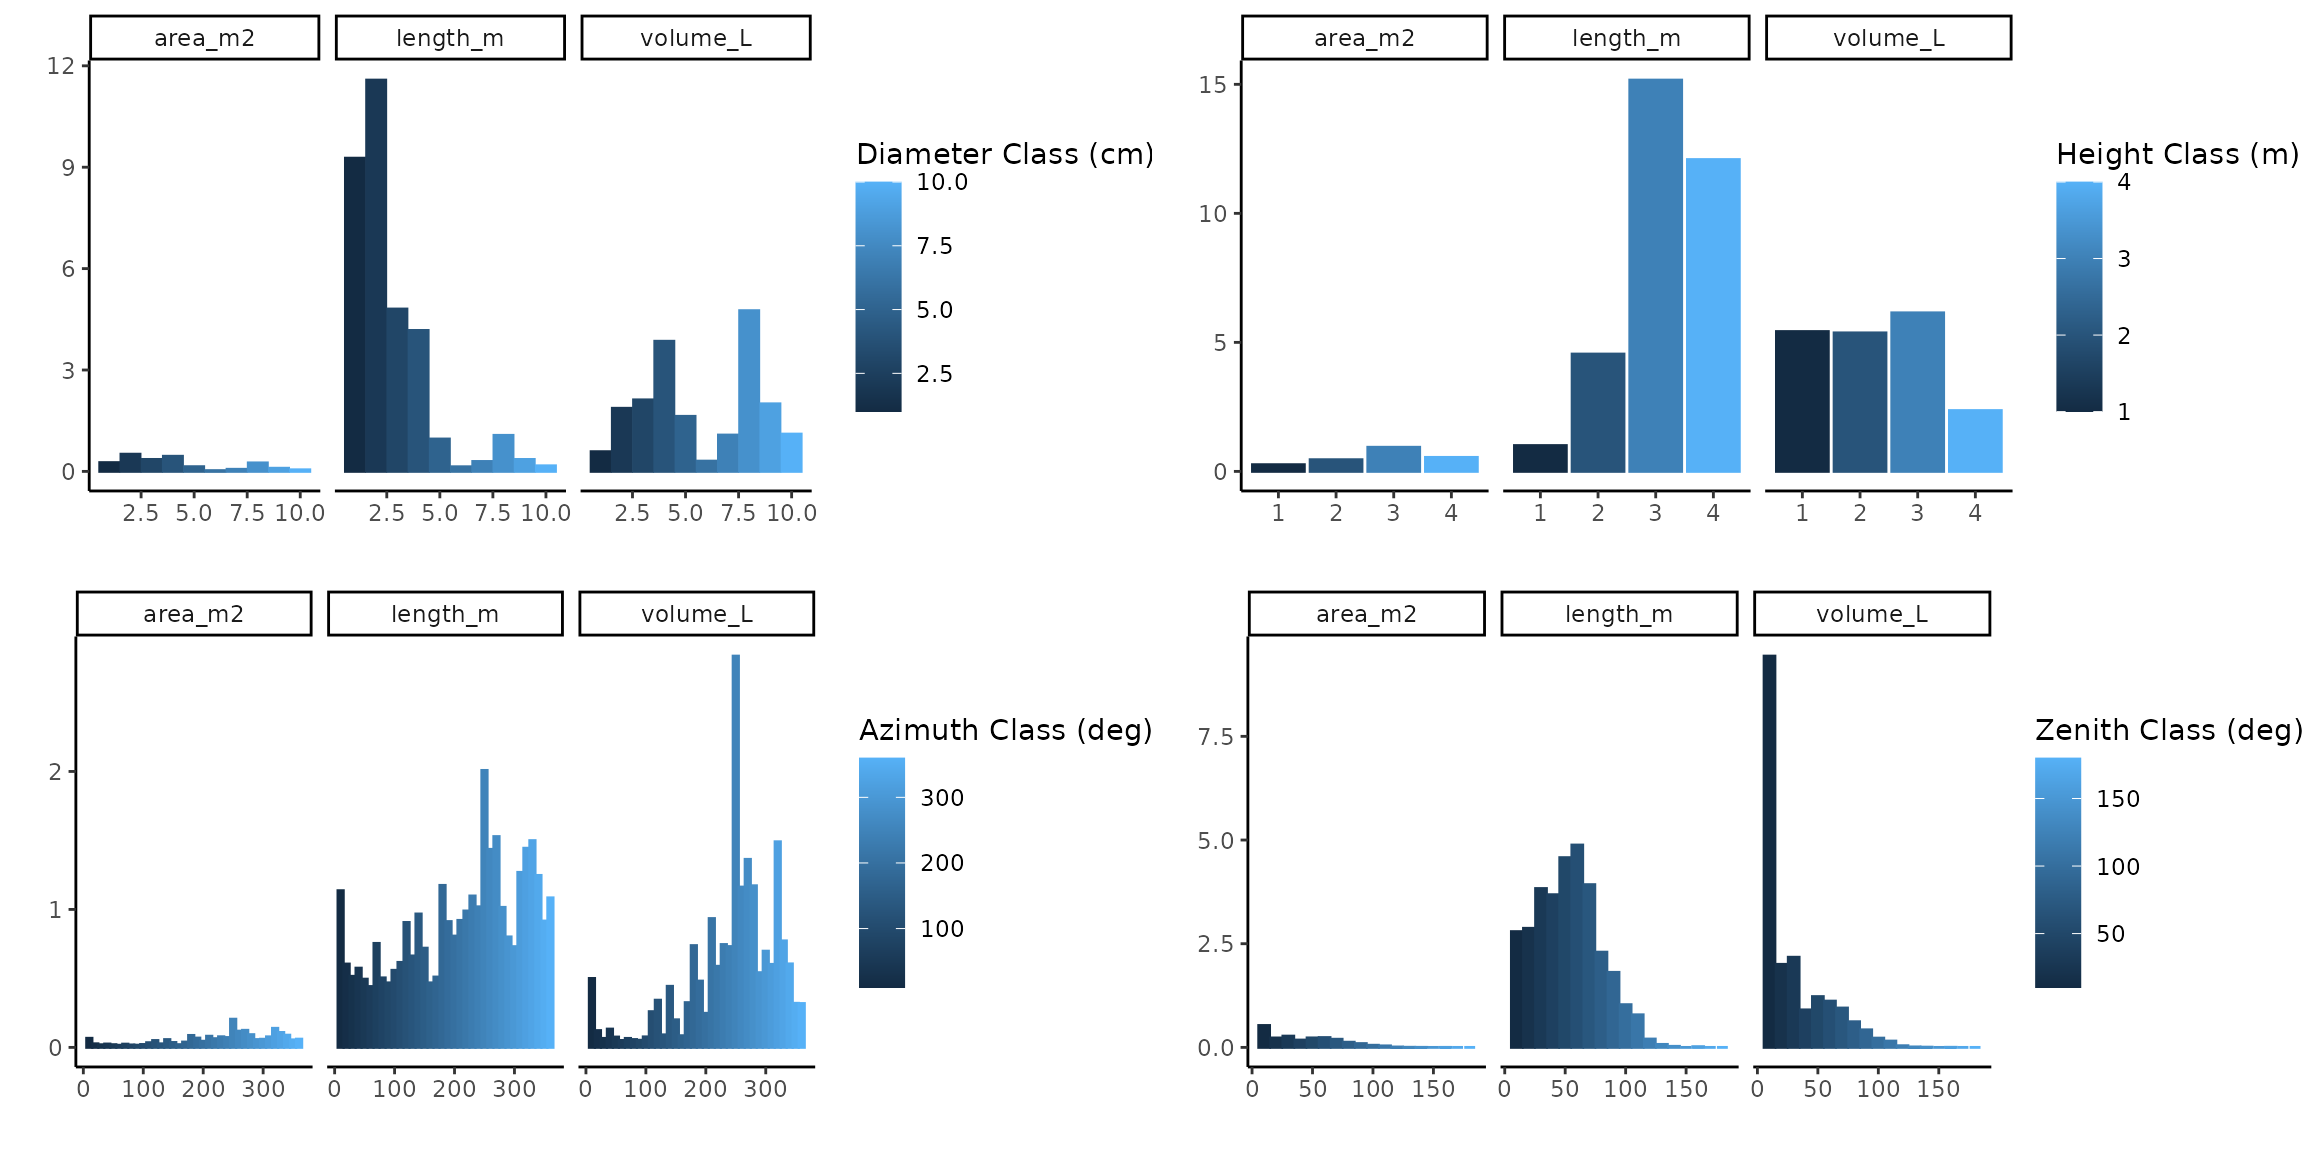 area_m2 length_m volume_L
12
9
6
3
0
2.5 5.0 7.5 10.0 2.5 5.0 7.5 10.0 2.5 5.0 7.5 10.0
Diameter Class (cm)
10.0
7.5
5.0
2.5
area_m2 length_m volume_L
15
10
5
0
1 2 3 4 1 2 3 4 1 2 3 4
Height Class (m)
4
3
2
1
area_m2 length_m volume_L
2
1
0
0 100 200 300 0 100 200 300 0 100 200 300
Azimuth Class (deg)
300
200
100
area_m2 length_m volume_L
7.5
5.0
2.5
0.0
0 50 100 150 0 50 100 150 0 50 100 150
Zenith Class (deg)
150
100
50